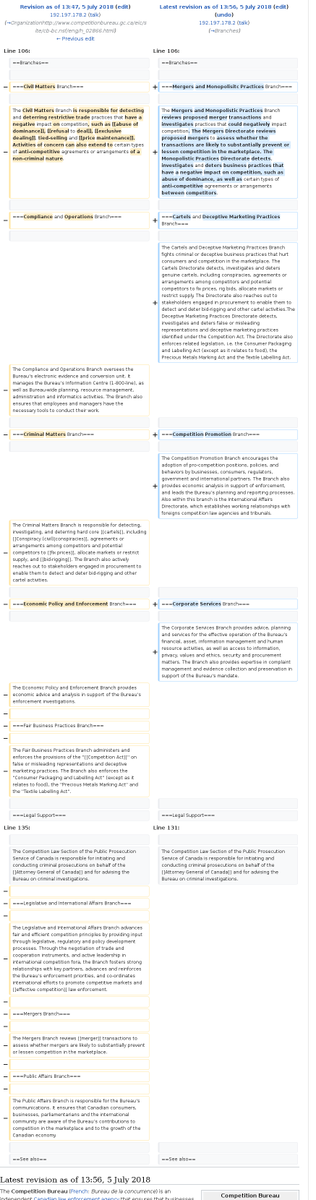 Revision as of 13:47, 5 July 2018 (edit)
192.197.178.2 (talk)
← Previous edit
Latest revision as of 13:56, 5 July 2018 (edit)
(undo)
192.197.178.2 (talk)
(→Branches)
Line 106:
Line 106:
==Branches==
==Branches==
===Civil Matters Branch===
===Mergers and Monopolistic Practices Branch===
The Civil Matters Branch is responsible for detecting
and deterring restrictive trade practices that have a
negative impact on competition, such as [[abuse of
dominance]], [[refusal to deal]], [[exclusive
dealing]], tied-selling and [[price maintenance]].
Activities of concern can also extend to certain types
of anti-competitive agreements or arrangements of a
non-criminal nature.
The Mergers and Monopolistic Practices Branch
reviews proposed merger transactions and
investigates practices that could negatively impact
competition. The Mergers Directorate reviews
proposed mergers to assess whether the
transactions are likely to substantially prevent or
lessen competition in the marketplace. The
Monopolistic Practices Directorate detects,
investigates and deters business practices that
have a negative impact on competition, such as
abuse of dominance, as well as certain types of
anti-competitive agreements or arrangements
between competitors.
===Compliance and Operations Branch===
===Cartels and Deceptive Marketing Practices
Branch===
The Cartels and Deceptive Marketing Practices Branch
fights criminal or deceptive business practices that hurt
consumers and competition in the marketplace. The
Cartels Directorate detects, investigates and deters
genuine cartels, including conspiracies, agreements or
arrangements among competitors and potential
competitors to fix prices, rig bids, allocate markets or
restrict supply. The Directorate also reaches out to
stakeholders engaged in procurement to enable them to
detect and deter bid-rigging and other cartel activities.The
Deceptive Marketing Practices Directorate detects,
investigates and deters false or misleading
representations and deceptive marketing practices
identified under the Competition Act. The Directorate also
enforces related legislation, i.e. the Consumer Packaging
and Labelling Act (except as it relates to food), the
Precious Metals Marking Act and the Textile Labelling Act.
The Compliance and Operations Branch oversees the
Bureau's electronic evidence and conversion unit. It
manages the Bureau's Information Centre (1-800-line), as
well as Bureau-wide planning, resource management,
administration and informatics activities. The Branch also
ensures that employees and managers have the
necessary tools to conduct their work.
===Criminal Matters Branch===
===Competition Promotion Branch===
The Competition Promotion Branch encourages the
adoption of pro-competition positions, policies, and
behaviors by businesses, consumers, regulators,
government and international partners. The Branch also
provides economic analysis in support of enforcement,
and leads the Bureau's planning and reporting processes.
Also within this branch is the International Affairs
Directorate, which establishes working relationships with
foreign competition law agencies and tribunals.
The Criminal Matters Branch is responsible for detecting,
investigating, and deterring hard core [[cartels]], including
arrangements among competitors and potential
competitors to [[fix prices]], allocate markets or restrict
supply, and [[bidrigging]]. The Branch also actively
reaches out to stakeholders engaged in procurement to
enable them to detect and deter bid-rigging and other
cartel activities.
===Economic Policy and Enforcement Branch===
===Corporate Services Branch===
The Corporate Services Branch provides advice, planning
and services for the effective operation of the Bureau's
financial, asset, information management and human
resource activities, as well as access to information,
privacy, values and ethics, security and procurement
matters. The Branch also provides expertise in complaint
management and evidence collection and preservation in
support of the Bureau's mandate.
The Economic Policy and Enforcement Branch provides
economic advice and analysis in support of the Bureau's
enforcement investigations.
===Fair Business Practices Branch===
The Fair Business Practices Branch administers and
enforces the provisions of the ''[[Competition Act]]'' on
false or misleading representations and deceptive
marketing practices. The Branch also enforces the
''Consumer Packaging and Labelling Act'' (except as it
relates to food), the ''Precious Metals Marking Act'' and
the ''Textile Labelling Act''.
===Legal Support===
===Legal Support===
Line 135:
Line 131:
The Competition Law Section of the Public Prosecution
Service of Canada is responsible for initiating and
conducting criminal prosecutions on behalf of the
[[Attorney General of Canada]] and for advising the
Bureau on criminal investigations.
The Competition Law Section of the Public Prosecution
Service of Canada is responsible for initiating and
conducting criminal prosecutions on behalf of the
[[Attorney General of Canada]] and for advising the
Bureau on criminal investigations.
===Legislative and International Affairs Branch===
The Legislative and International Affairs Branch advances
fair and efficient competition principles by providing input
through legislative, regulatory and policy development
processes. Through the negotiation of trade and
cooperation instruments, and active leadership in
international competition fora, the Branch fosters strong
relationships with key partners, advances and reinforces
the Bureau's enforcement priorities, and co-ordinates
international efforts to promote competitive markets and
[[effective competition]] law enforcement.
===Mergers Branch===
The Mergers Branch reviews [[merger]] transactions to
assess whether mergers are likely to substantially prevent
or lessen competition in the marketplace.
===Public Affairs Branch===
The Public Affairs Branch is responsible for the Bureau's
communications. It ensures that Canadian consumers,
businesses, parliamentarians and the international
community are aware of the Bureau's contributions to
competition in the marketplace and to the growth of the
Canadian economy.
==See also==
==See also==
Latest revision as of 13:56, 5 July 2018
The Competition Bureau (French: Bureau de la concurrence) is an
independent Canadian law enforcement agency that ensures that businesses
Competition Bureau